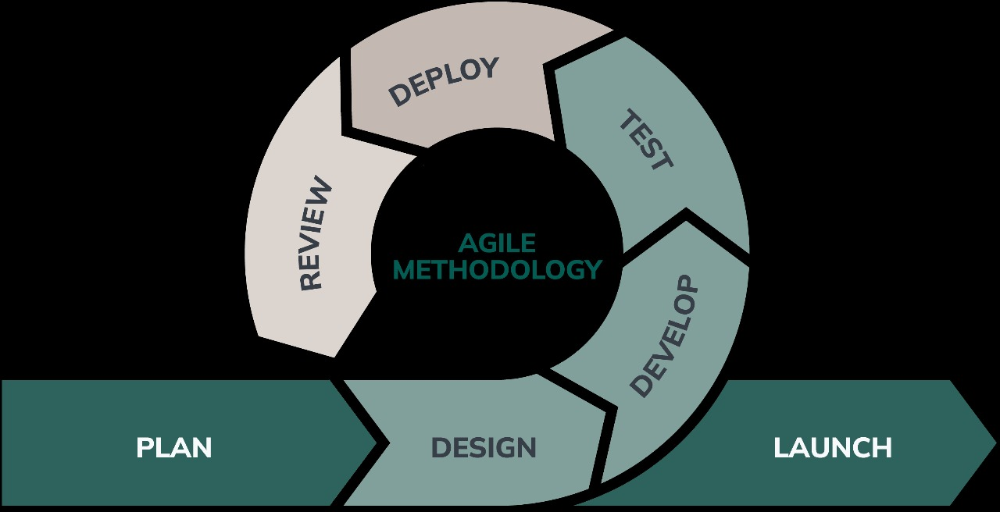 DEPLOY
TEST
REVIEW
AGILE
METHODOLOGY
DEVELOP
PLAN
DESIGN
LAUNCH